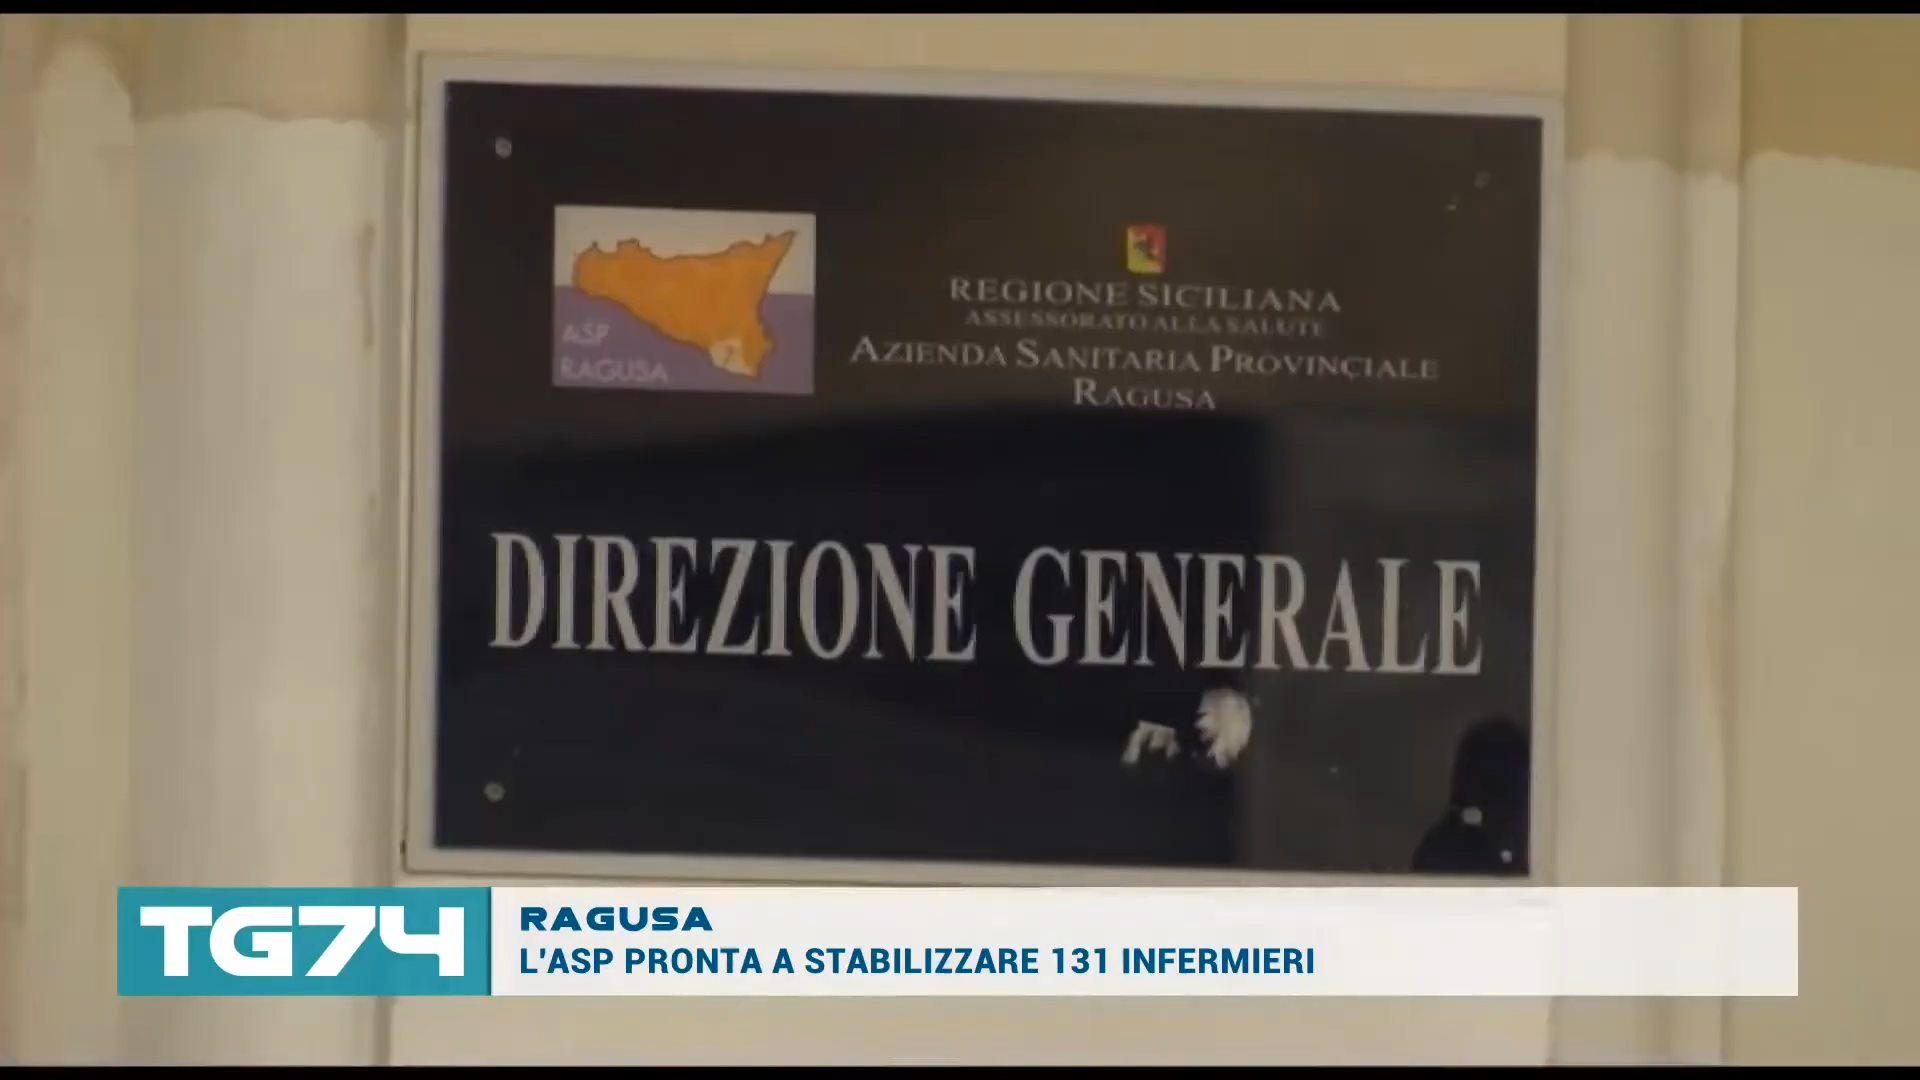 ASP
RAGUSA
7
REGIONE SICILIANA
ASSESSORATO ALLA SALUTE
AZIENDA SANITARIA PROVINCIALE
RAGUSA
DIREZIONE GENERALE
TG74
RAGUSA
L'ASP PRONTA A STABILIZZARE 131 INFERMIERI